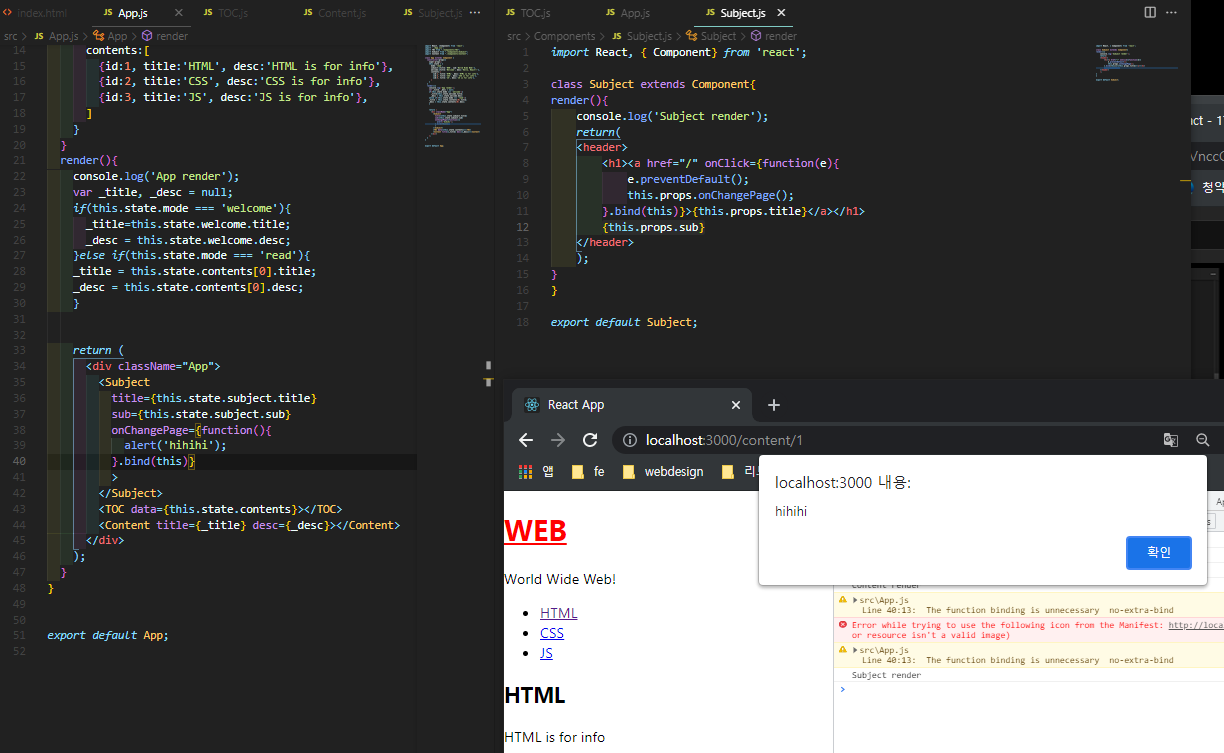 index.html
JS App.js
JS TOC.js
JS Content.js
JS Subject.js
src > JS App.js > App > render
14 contents:[
15 {id:1, title:'HTML', desc:'HTML is for info'},
16 {id:2, title:'CSS', desc:'CSS is for info'},
17 {id:3, title:'JS', desc:'JS is for info'},
18 ]
19 }
20 }
21 render(){
22 console.log('App render');
23 var _title, _desc = null;
24 if(this.state.mode === 'welcome'){
25 _title=this.state.welcome.title;
26 _desc = this.state.welcome.desc;
27 }else if(this.state.mode === 'read'){
28 _title = this.state.contents[0].title;
29 _desc = this.state.contents[0].desc;
30 }
31
32
33 return (
34 <div className="App">
35 <Subject
36 title={this.state.subject.title}
37 sub={this.state.subject.sub}
38 onChangePage={function(){
39 alert('hihihi');
40 }.bind(this)}
41 >
42 </Subject>
43 <TOC data={this.state.contents}></TOC>
44 <Content title={_title} desc={_desc}></Content>
45 </div>
46 );
47 }
48 }
49
50
51 export default App;
52
JS TOC.js
JS App.js
JS Subject.js
src > Components > JS Subject.js > Subject > render
1 import React, { Component} from 'react';
2
3 class Subject extends Component{
4 render(){
5 console.log('Subject render');
6 return(
7 <header>
8 <h1><a href="/" onClick={function(e){
9 e.preventDefault();
10 this.props.onChangePage();
11 }.bind(this)}>{this.props.title}</a></h1>
12 {this.props.sub}
13 </header>
14 );
15 }
16 }
17
18 export default Subject;
React App
localhost:3000/content/1
앱
fe
webdesign
localhost:3000 내용:
hihihi
확인
WEB
World Wide Web!
HTML
CSS
JS
HTML
HTML is for info
Content render
src\App.js
Line 40:13: The function binding is unnecessary no-extra-bind
Error while trying to use the following icon from the Manifest: http://loca
or resource isn't a valid image)
src\App.js
Line 40:13: The function binding is unnecessary no-extra-bind
Subject render